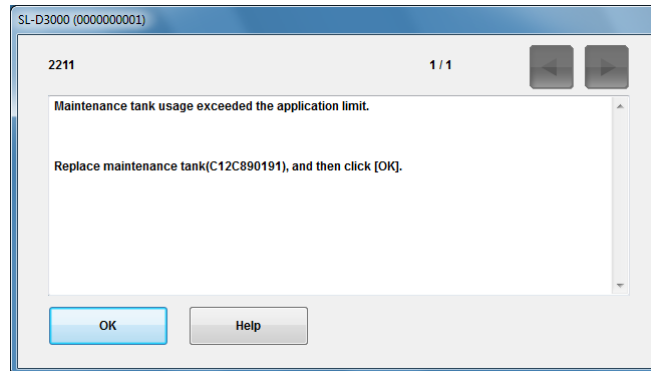 SL-D3000 (0000000001)
2211 1 / 1
Maintenance tank usage exceeded the application limit.
Replace maintenance tank(C12C890191), and then click [OK].
OK Help